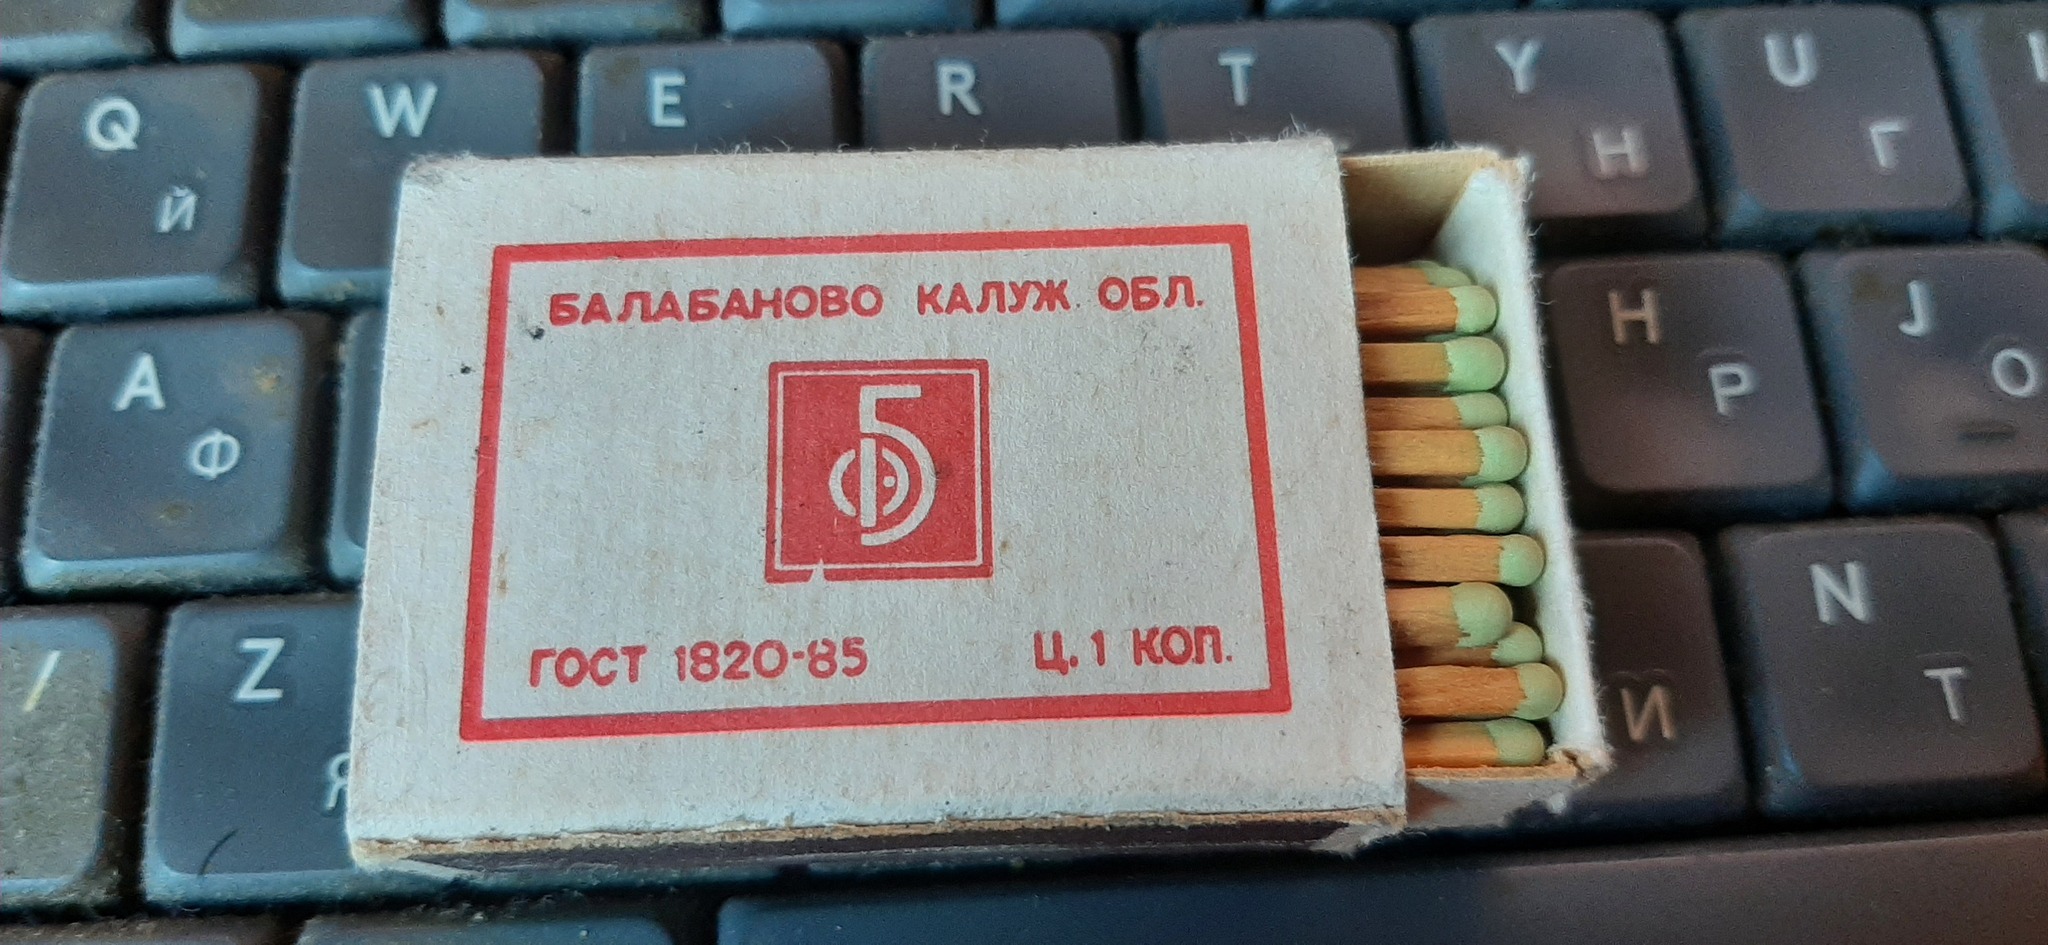 Q W E R T Y U I
Й Н Г
БАЛАБАНОВО КАЛУЖ. ОБЛ.
Б
ГОСТ 1820-85 Ц. 1 КОП.
A H J
Ф Р О
/ Z N
Я И Т